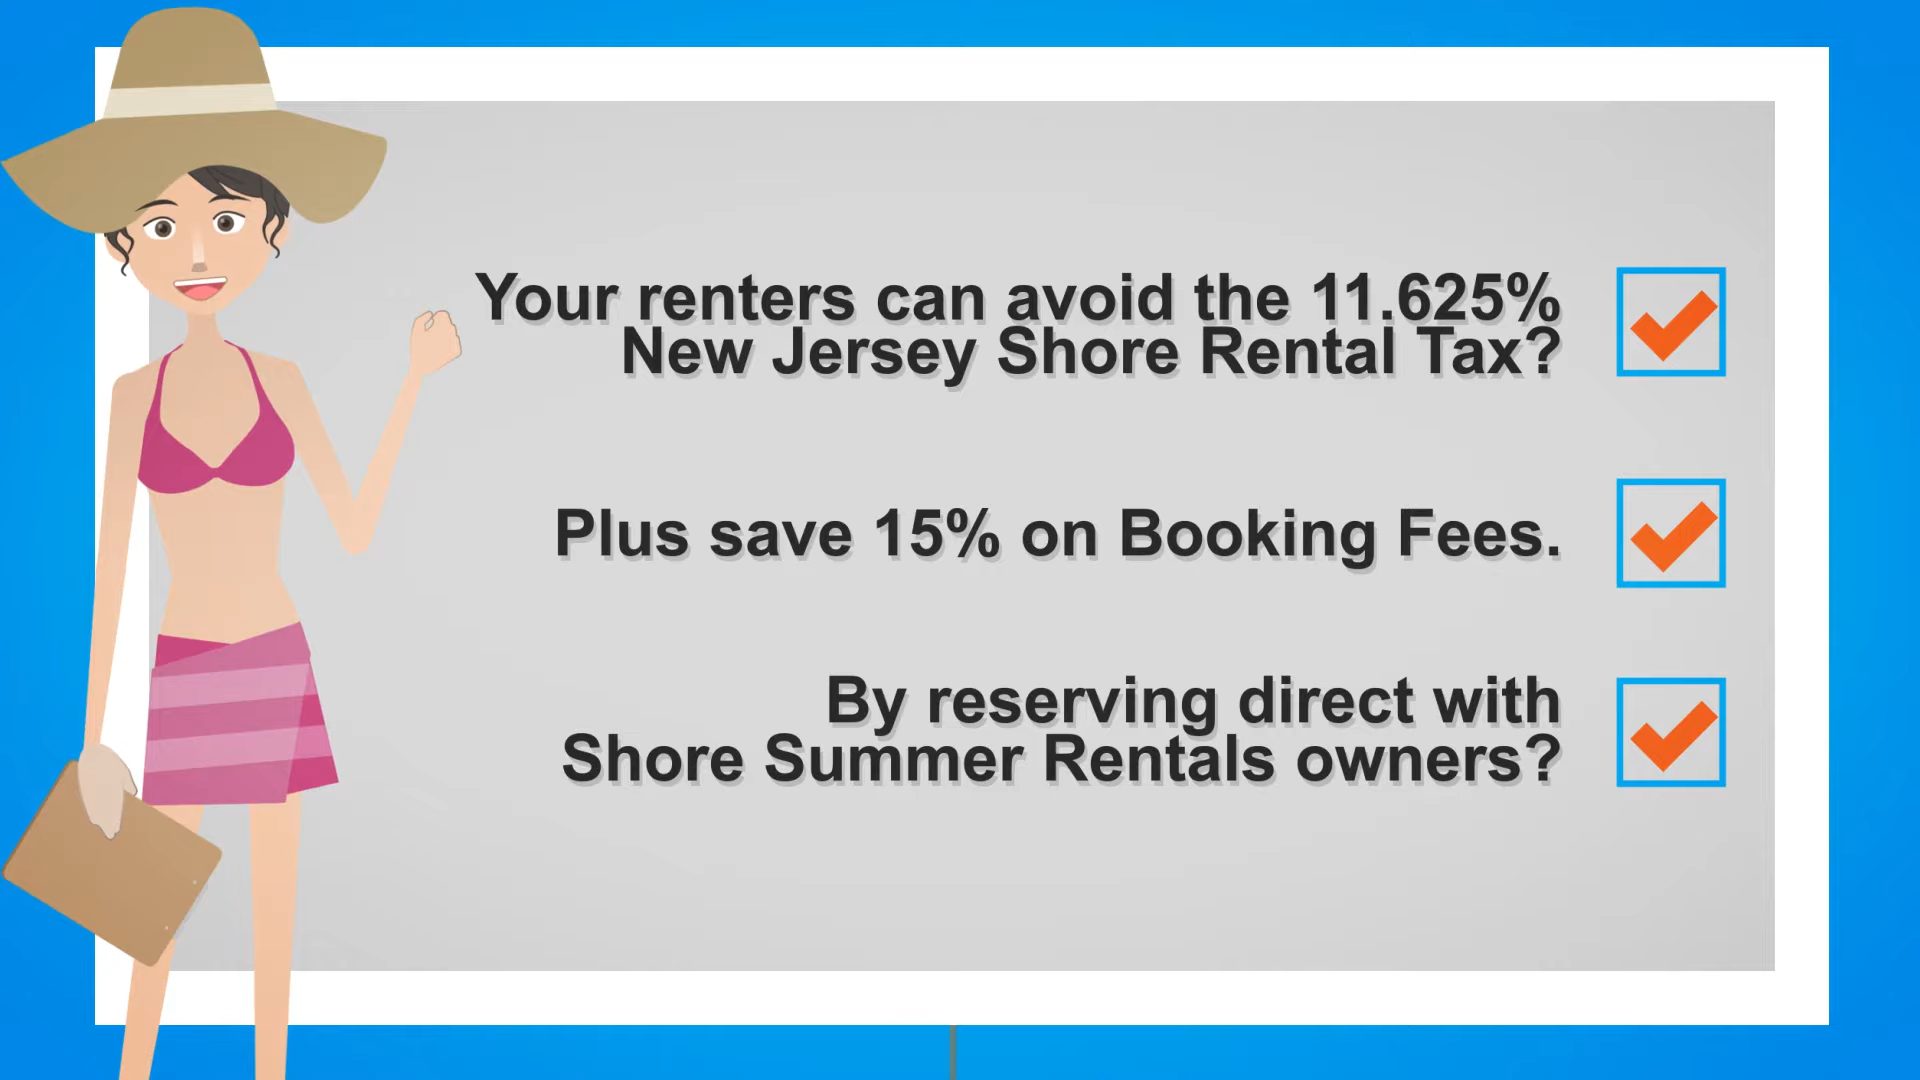 Your renters can avoid the 11.625%
New Jersey Shore Rental Tax?
Plus save 15% on Booking Fees.
By reserving direct with
Shore Summer Rentals owners?